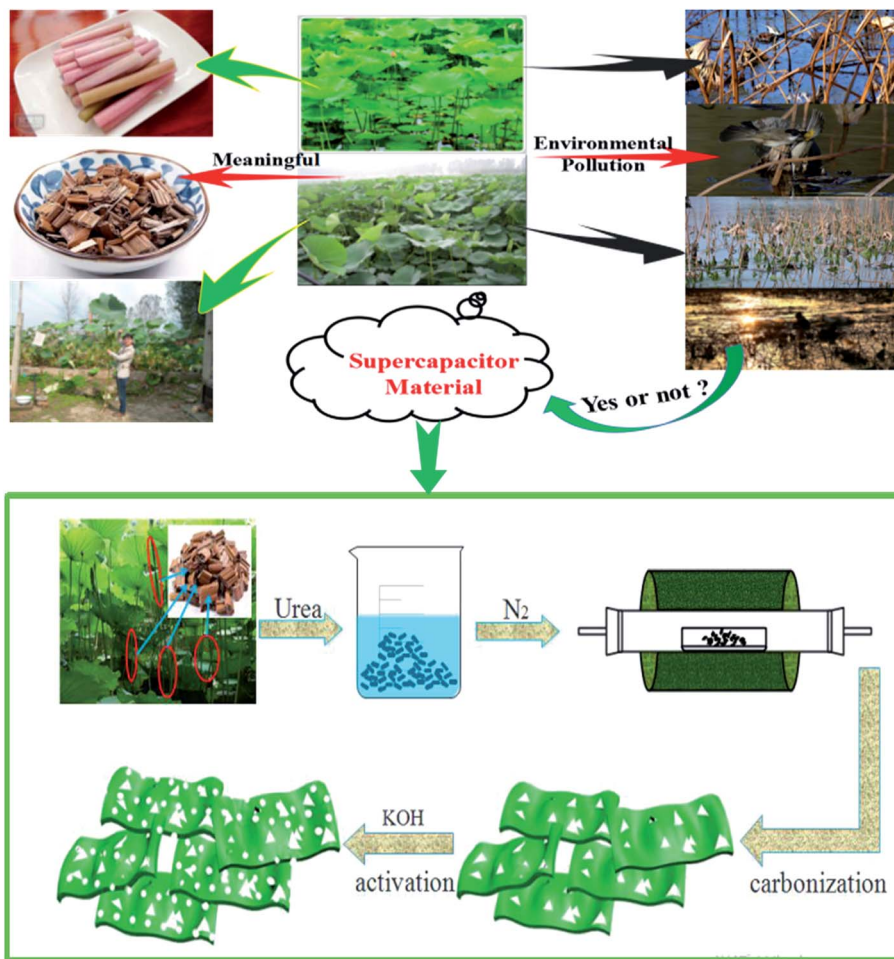 Meaningful
Environmental
Pollution
Supercapacitor
Material
Yes or not ?
Urea
N2
KOH
activation
carbonization